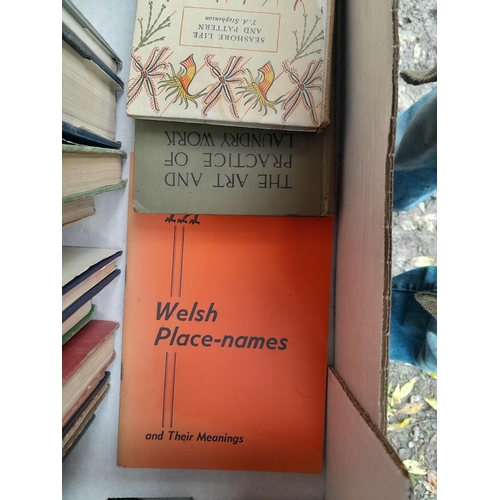 SEASHORE LIFE
AND PATTERN
T. A. Stephenson
THE ART AND
PRACTICE OF
LAUNDRY WORK
Welsh
Place-names
and Their Meanings